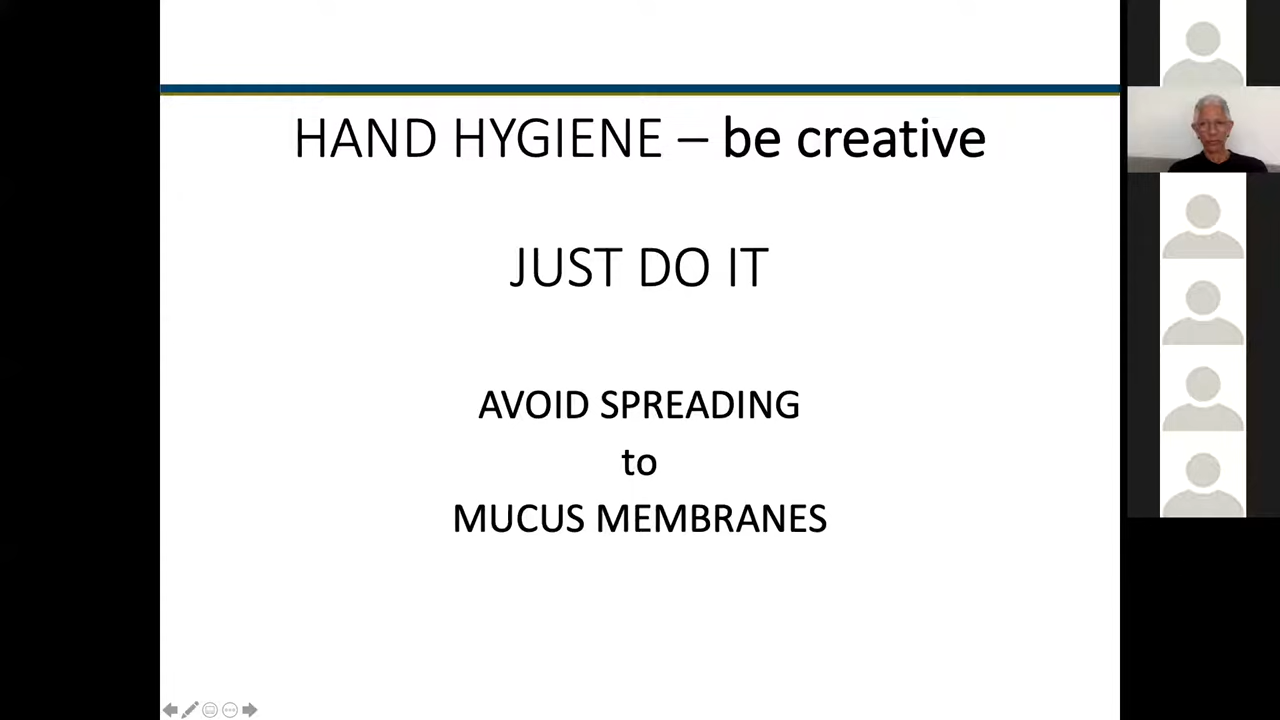 HAND HYGIENE – be creative
JUST DO IT
AVOID SPREADING
to
MUCUS MEMBRANES